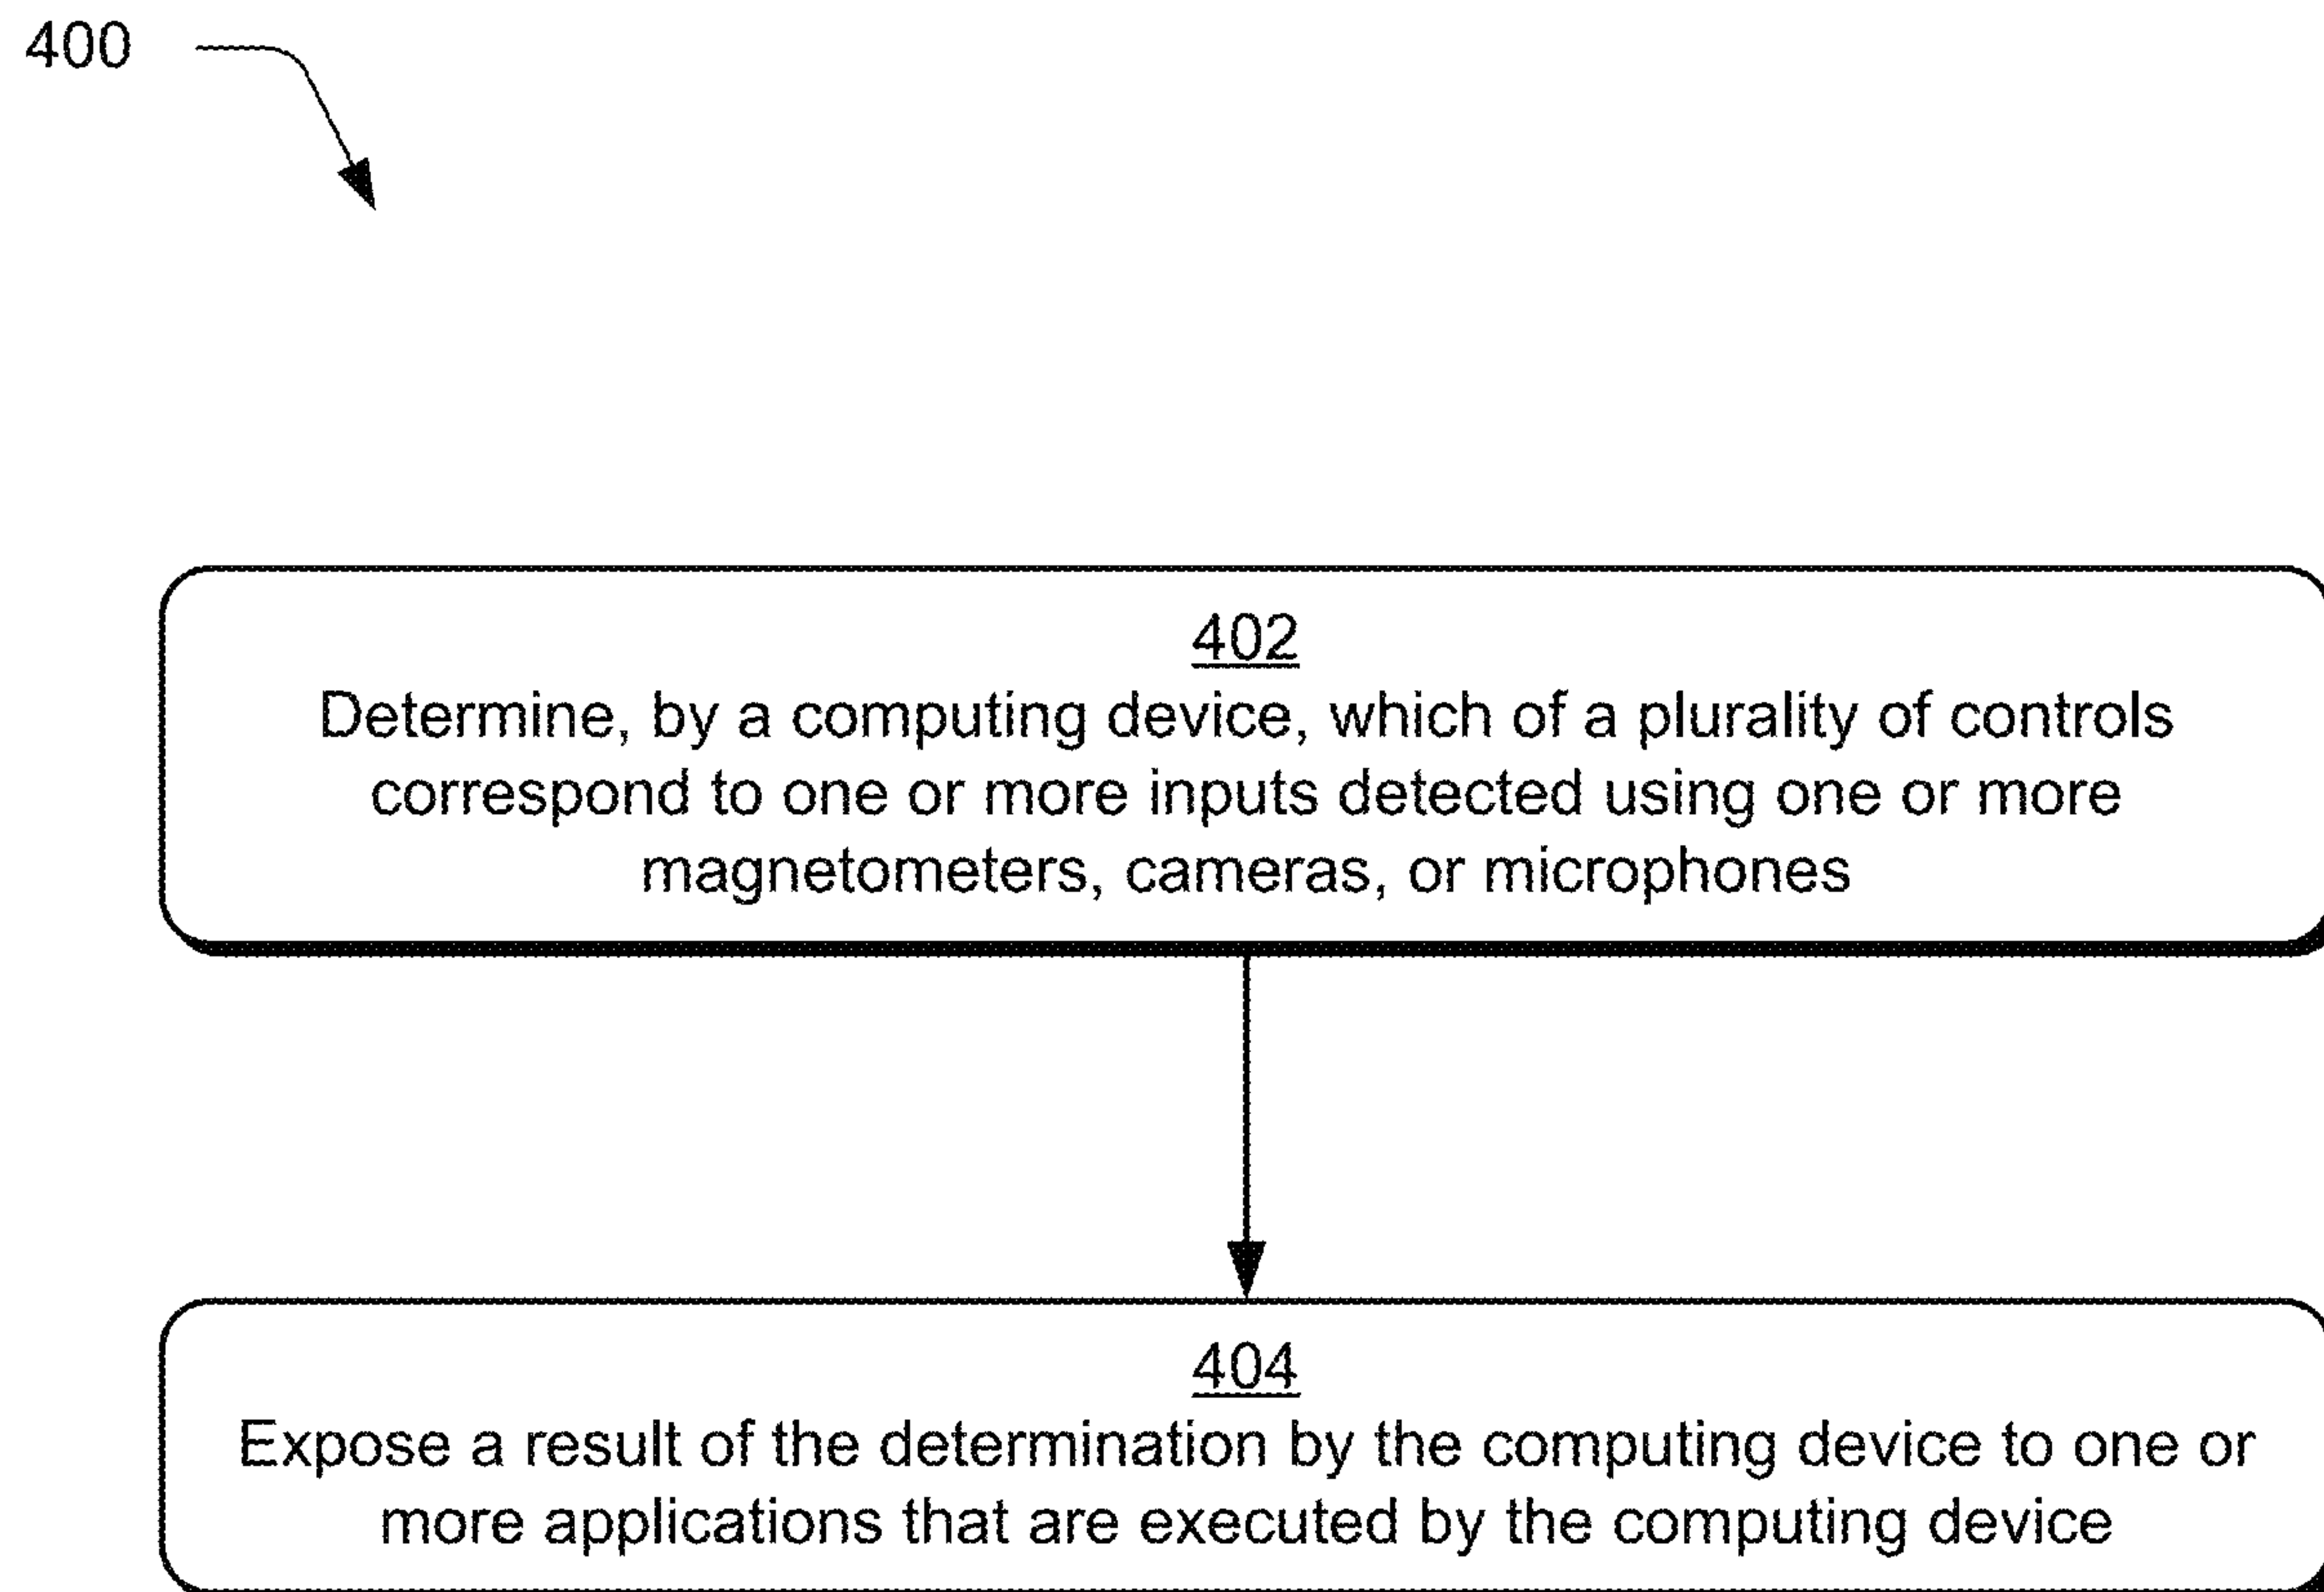 400
402
Determine, by a computing device, which of a plurality of controls
correspond to one or more inputs detected using one or more
magnetometers, cameras, or microphones
404
Expose a result of the determination by the computing device to one or
more applications that are executed by the computing device